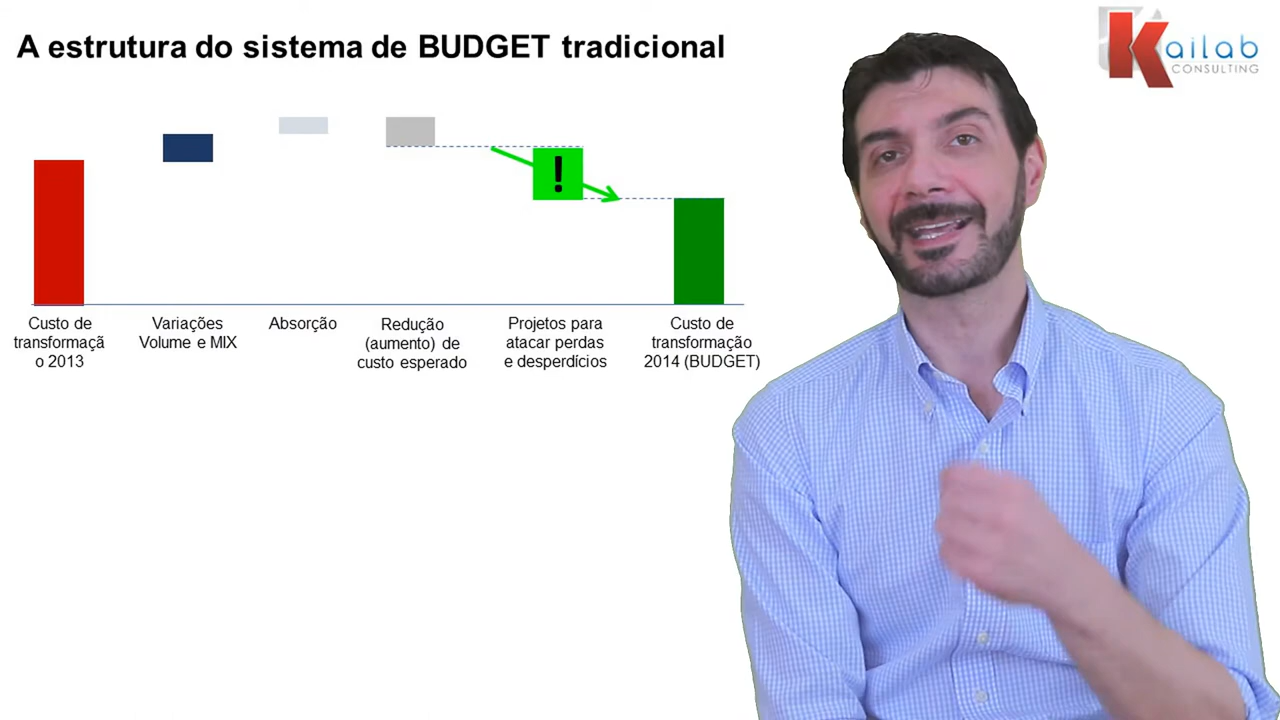 A estrutura do sistema de BUDGET tradicional
Kailab
CONSULTING
!
Custo de
transformaçã
o 2013
Variações
Volume e MIX
Absorção
Redução
(aumento) de
custo esperado
Projetos para
atacar perdas
e desperdícios
Custo de
transformação
2014 (BUDGET)